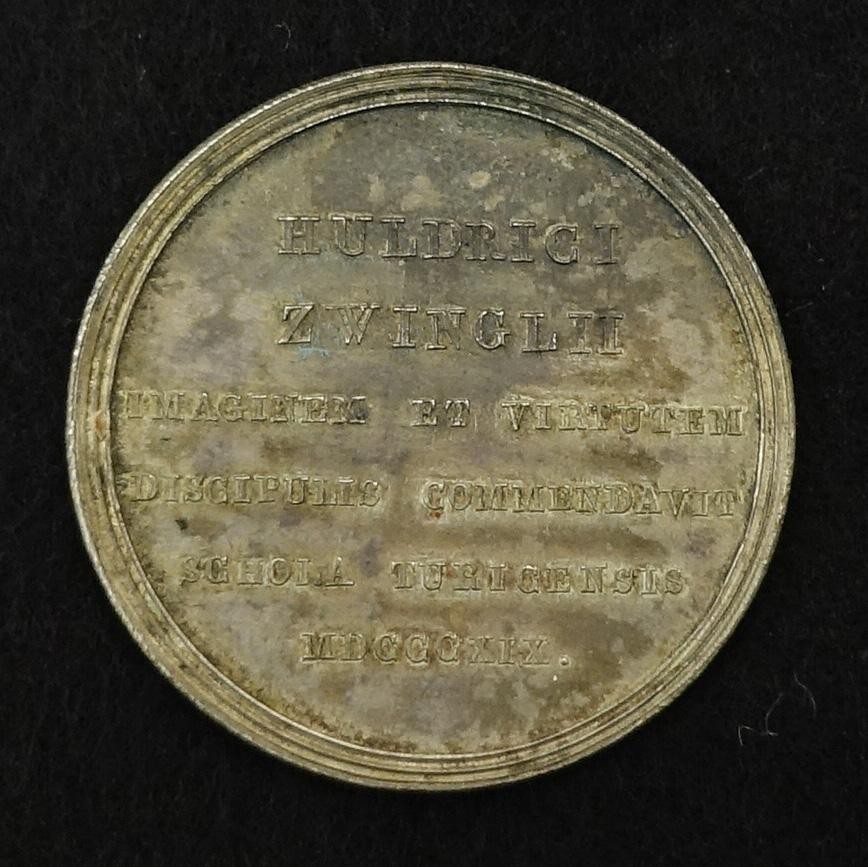 HULDRICI
ZWINGLII
IMAGINEM ET VIRTUTEM
DISCIPULIS COMMENDAVIT
SCHOLA TURICENSIS
MDCCCXIX.